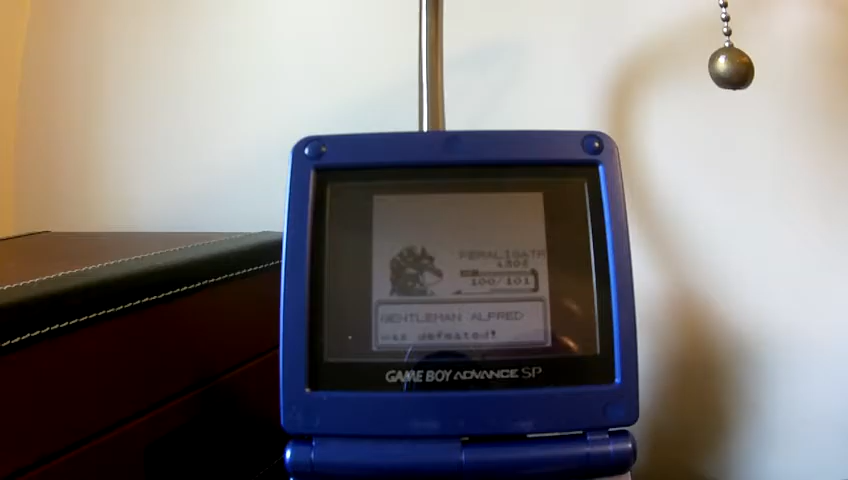 FERALIGATR
100/101
GENTLEMAN ALFRED
was defeated!
GAME BOY ADVANCE SP